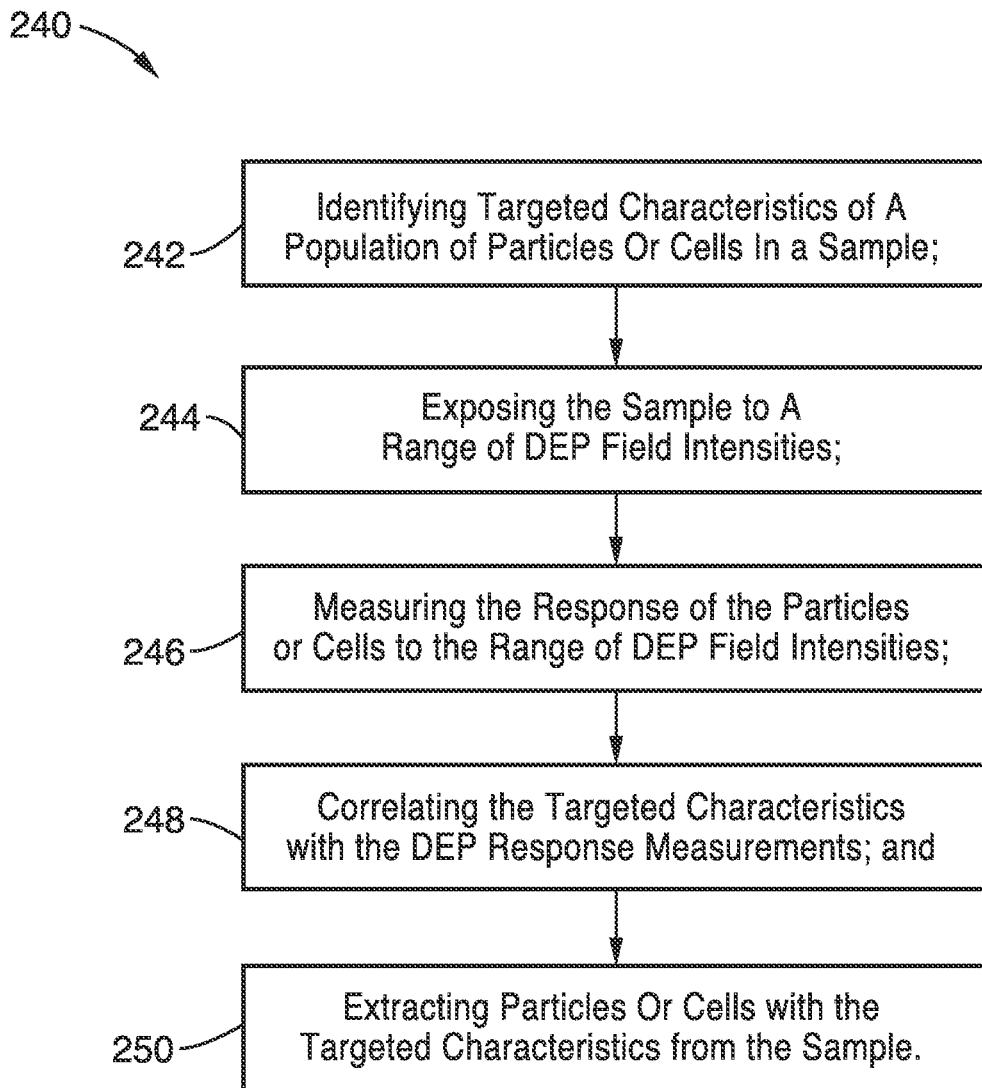 240
Identifying Targeted Characteristics of A
Population of Particles Or Cells In a Sample;
242
Exposing the Sample to A
Range of DEP Field Intensities;
244
Measuring the Response of the Particles
or Cells to the Range of DEP Field Intensities;
246
Correlating the Targeted Characteristics
with the DEP Response Measurements; and
248
Extracting Particles Or Cells with the
Targeted Characteristics from the Sample.
250